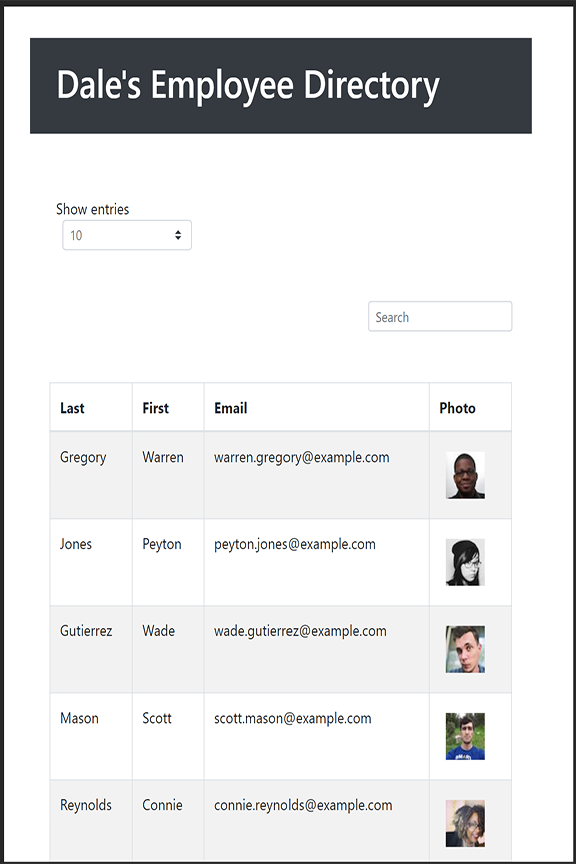 Dale's Employee Directory
Show entries
10
Search
Last First Email Photo
Gregory Warren warren.gregory@example.com
Jones Peyton peyton.jones@example.com
Gutierrez Wade wade.gutierrez@example.com
Mason Scott scott.mason@example.com
Reynolds Connie connie.reynolds@example.com